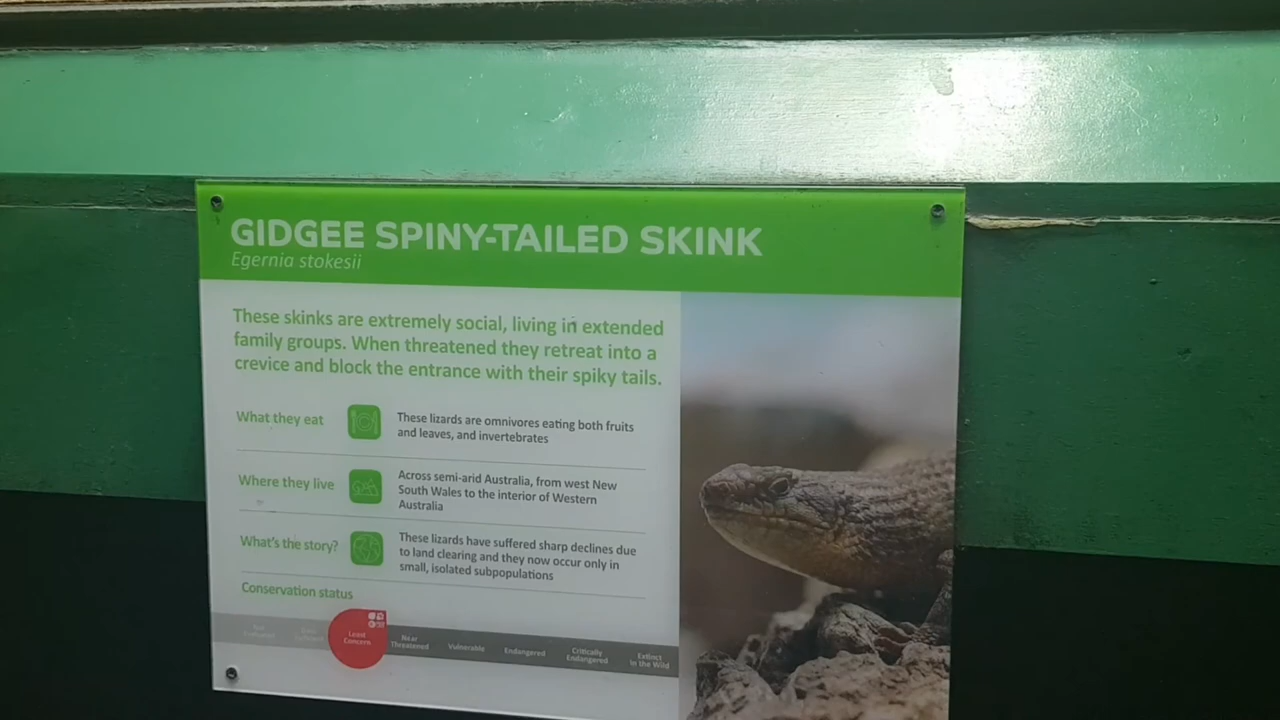 GIDGEE SPINY-TAILED SKINK
Egernia stokesii
These skinks are extremely social, living in extended
family groups. When threatened they retreat into a
crevice and block the entrance with their spiky tails.
What they eat
These lizards are omnivores eating both fruits
and leaves, and invertebrates
Where they live
Across semi-arid Australia, from west New
South Wales to the interior of Western
Australia
What's the story?
These lizards have suffered sharp declines due
to land clearing and they now occur only in
small, isolated subpopulations
Conservation status
Least
Concern
Near
Threatened
Vulnerable
Endangered
Critically
Endangered
Extinct
in the Wild